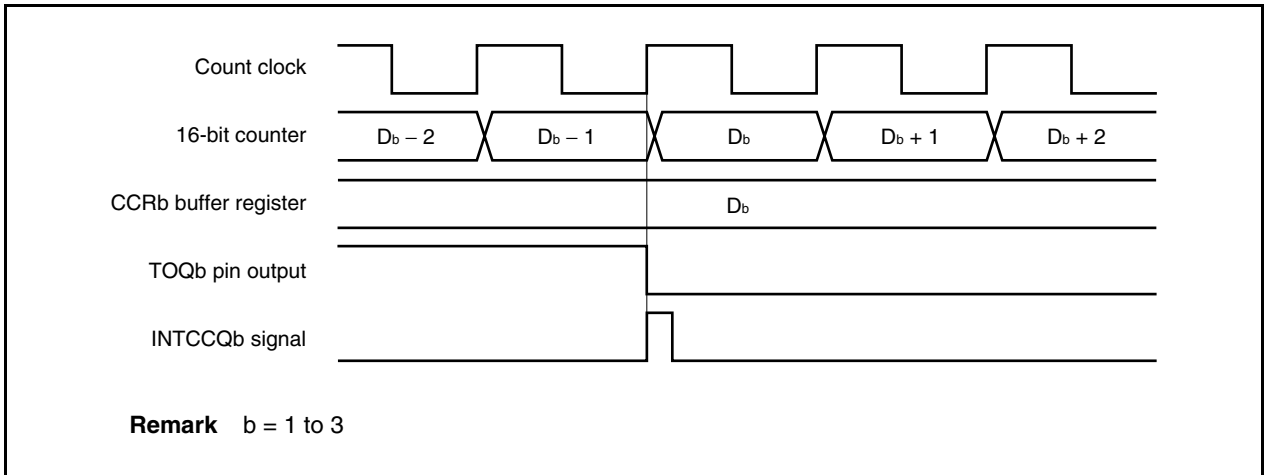 Count clock
16-bit counter Db − 2 Db − 1 Db Db + 1 Db + 2
CCRb buffer register Db
TOQb pin output
INTCCQb signal
Remark b = 1 to 3